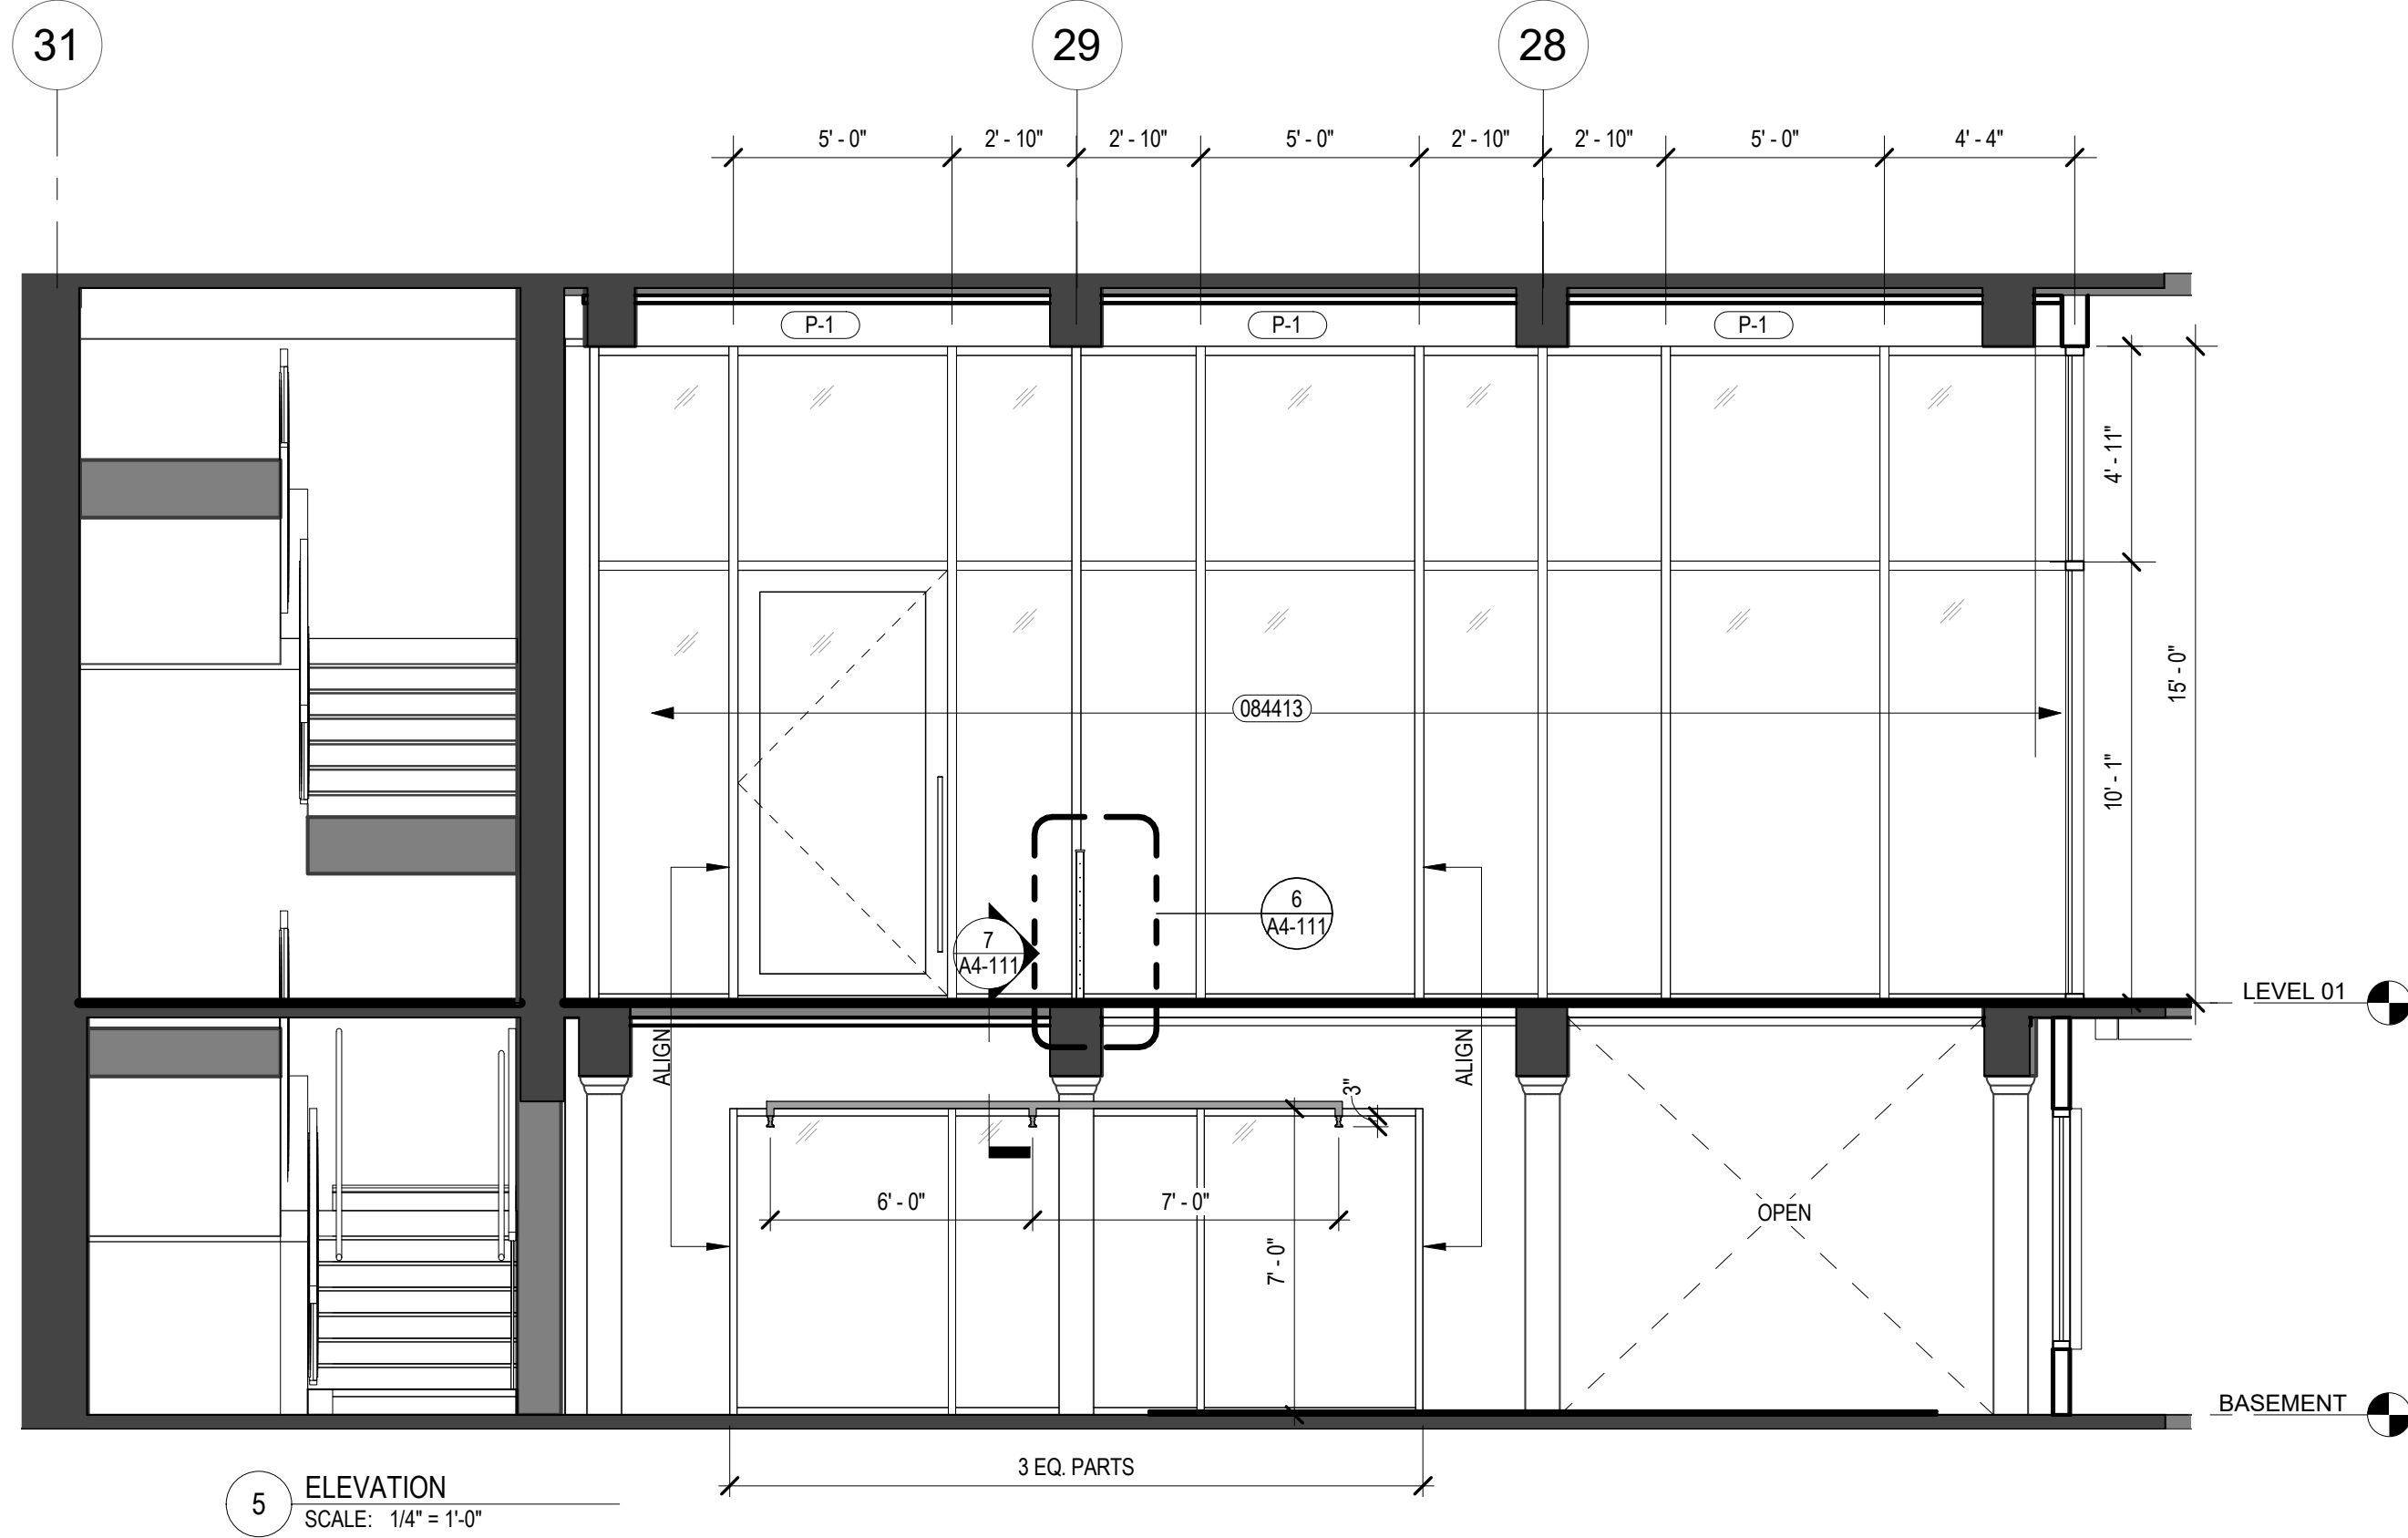 31
29
28
5' - 0"
2' - 10"
2' - 10"
5' - 0"
2' - 10"
2' - 10"
5' - 0"
4' - 4"
P-1
P-1
P-1
4' - 11"
15' - 0"
084413
10' - 1"
6
A4-111
7
A4-111
LEVEL 01
ALIGN
ALIGN
3"
6' - 0"
7' - 0"
OPEN
7' - 0"
BASEMENT
3 EQ. PARTS
5
ELEVATION
SCALE: 1/4" = 1'-0"